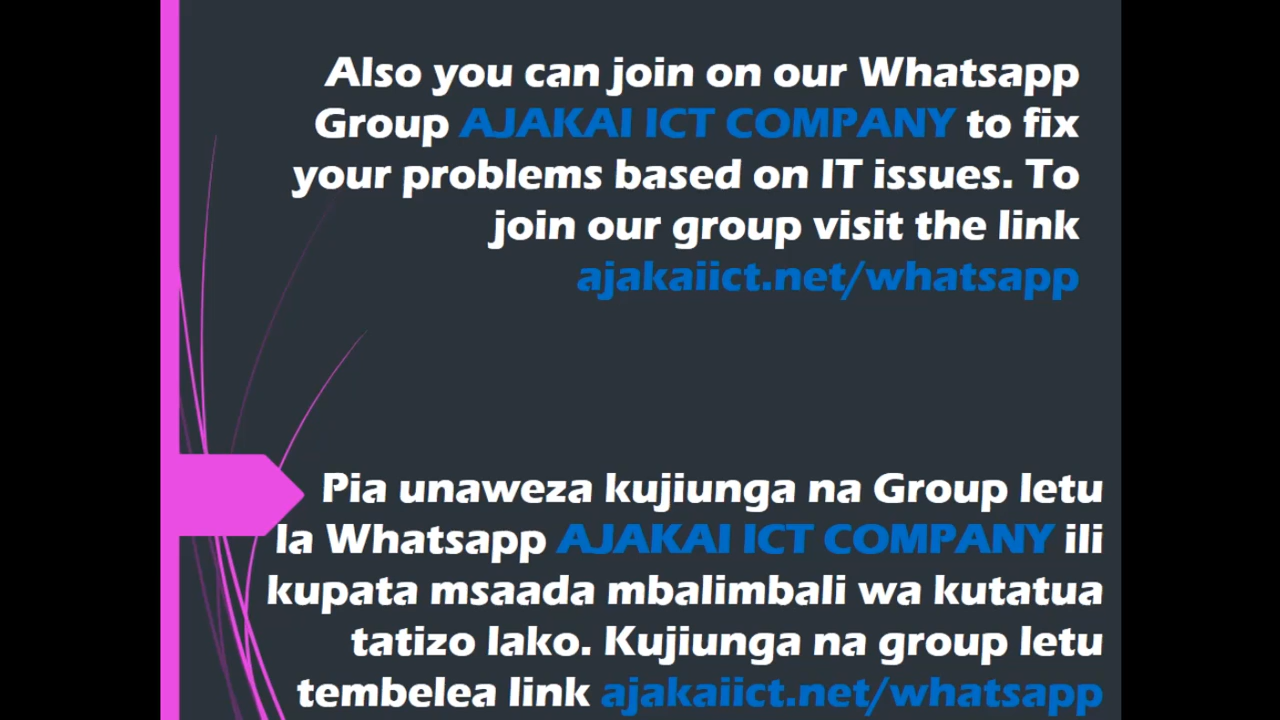 Also you can join on our Whatsapp
Group AJAKAI ICT COMPANY to fix
your problems based on IT issues. To
join our group visit the link
ajakaiict.net/whatsapp
Pia unaweza kujiunga na Group letu
la Whatsapp AJAKAI ICT COMPANY ili
kupata msaada mbalimbali wa kutatua
tatizo lako. Kujiunga na group letu
tembelea link ajakaiict.net/whatsapp